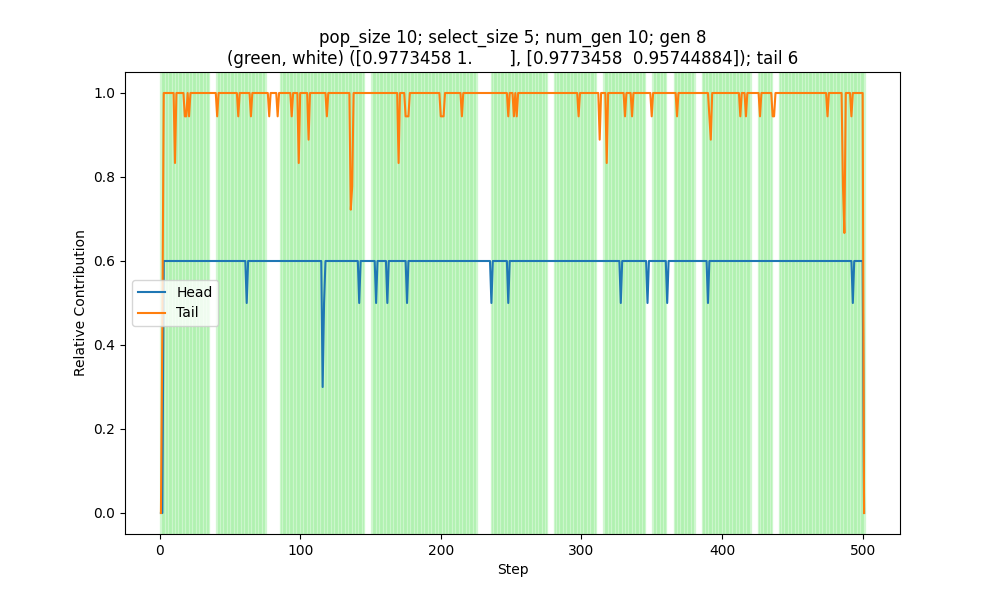 pop_size 10; select_size 5; num_gen 10; gen 8
(green, white) ([0.9773458 1.       ], [0.9773458  0.95744884]); tail 6
1.0
0.8
0.6
0.4
0.2
0.0
Relative Contribution
Head
Tail
0 100 200 300 400 500
Step